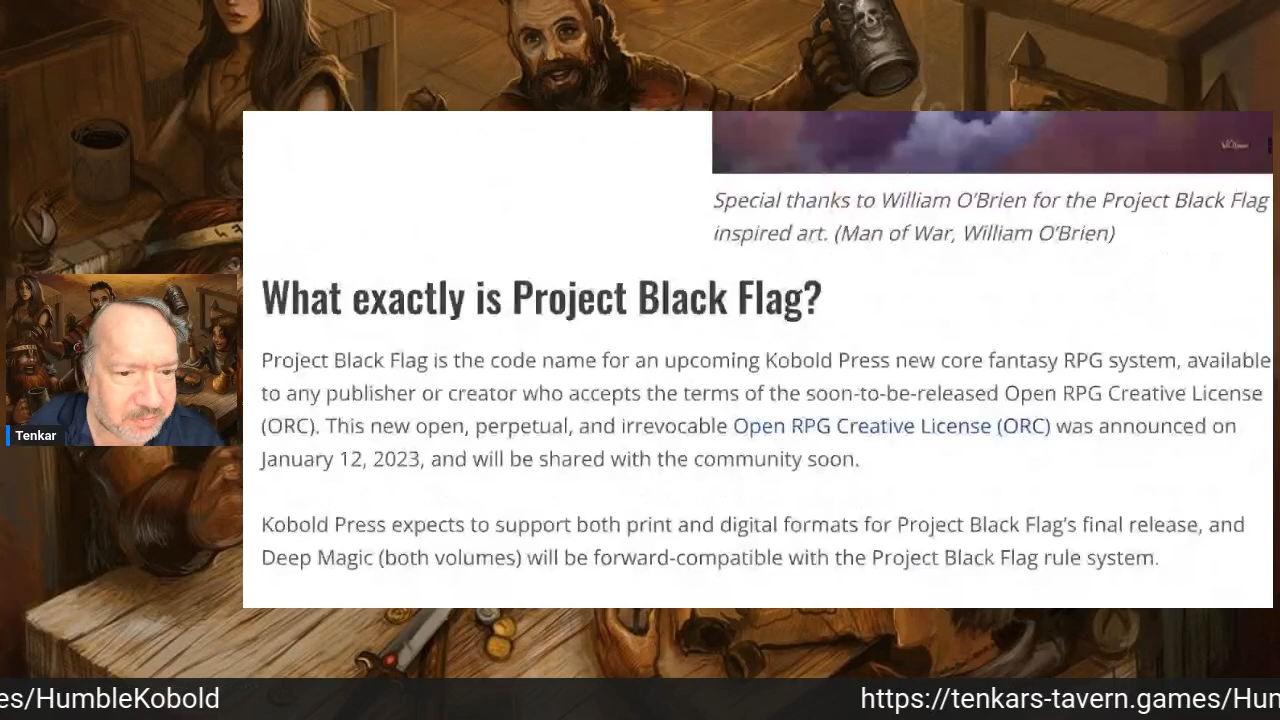 Special thanks to William O'Brien for the Project Black Flag
inspired art. (Man of War, William O'Brien)
What exactly is Project Black Flag?
Project Black Flag is the code name for an upcoming Kobold Press new core fantasy RPG system, available
to any publisher or creator who accepts the terms of the soon-to-be-released Open RPG Creative License
(ORC). This new open, perpetual, and irrevocable Open RPG Creative License (ORC) was announced on
January 12, 2023, and will be shared with the community soon.
Kobold Press expects to support both print and digital formats for Project Black Flag's final release, and
Deep Magic (both volumes) will be forward-compatible with the Project Black Flag rule system.
Tenkar
es/HumbleKobold
https://tenkars-tavern.games/Hum